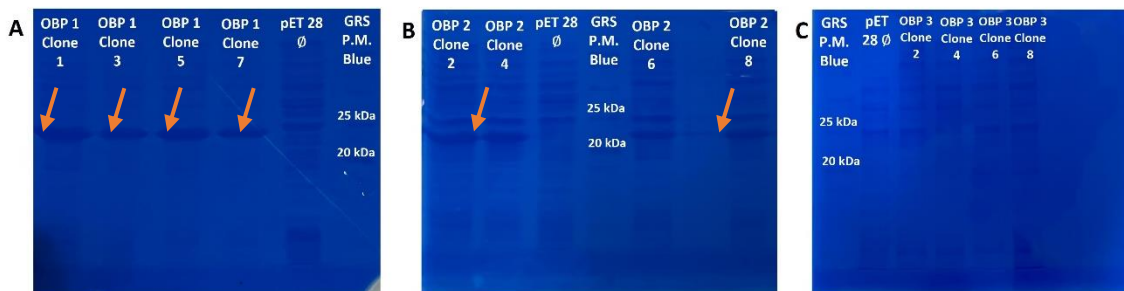 A
OBP 1 Clone 1
OBP 1 Clone 3
OBP 1 Clone 5
OBP 1 Clone 7
pET 28 Ø
GRS P.M. Blue
25 kDa
20 kDa
B
OBP 2 Clone 2
OBP 2 Clone 4
pET 28 Ø
GRS P.M. Blue
OBP 2 Clone 6
OBP 2 Clone 8
25 kDa
20 kDa
C
GRS P.M. Blue
pET 28 Ø
OBP 3 Clone 2
OBP 3 Clone 4
OBP 3 Clone 6
OBP 3 Clone 8
25 kDa
20 kDa